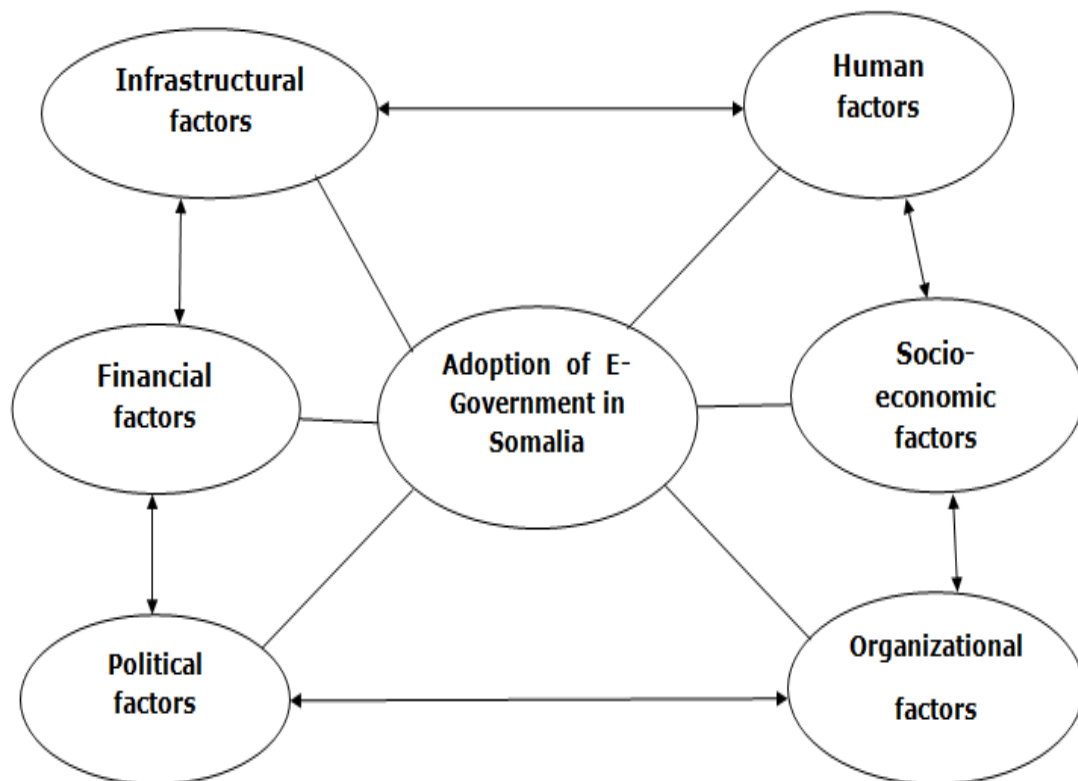 Infrastructural
factors
Human
factors
Financial
factors
Adoption of E-
Government in
Somalia
Socio-
economic
factors
Political
factors
Organizational
factors